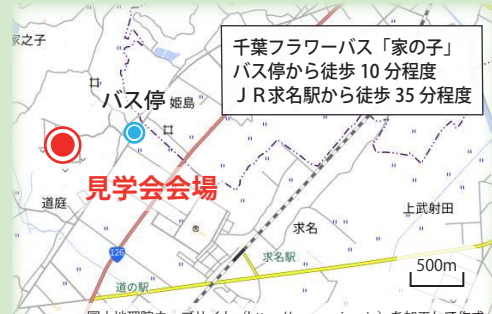 家之子
千葉フラワーバス「家の子」
バス停から徒歩 10 分程度
ＪＲ求名駅から徒歩 35 分程度
バス停
姫島
見学会会場
道庭
求名
上武射田
126
求名駅
道の駅
500m